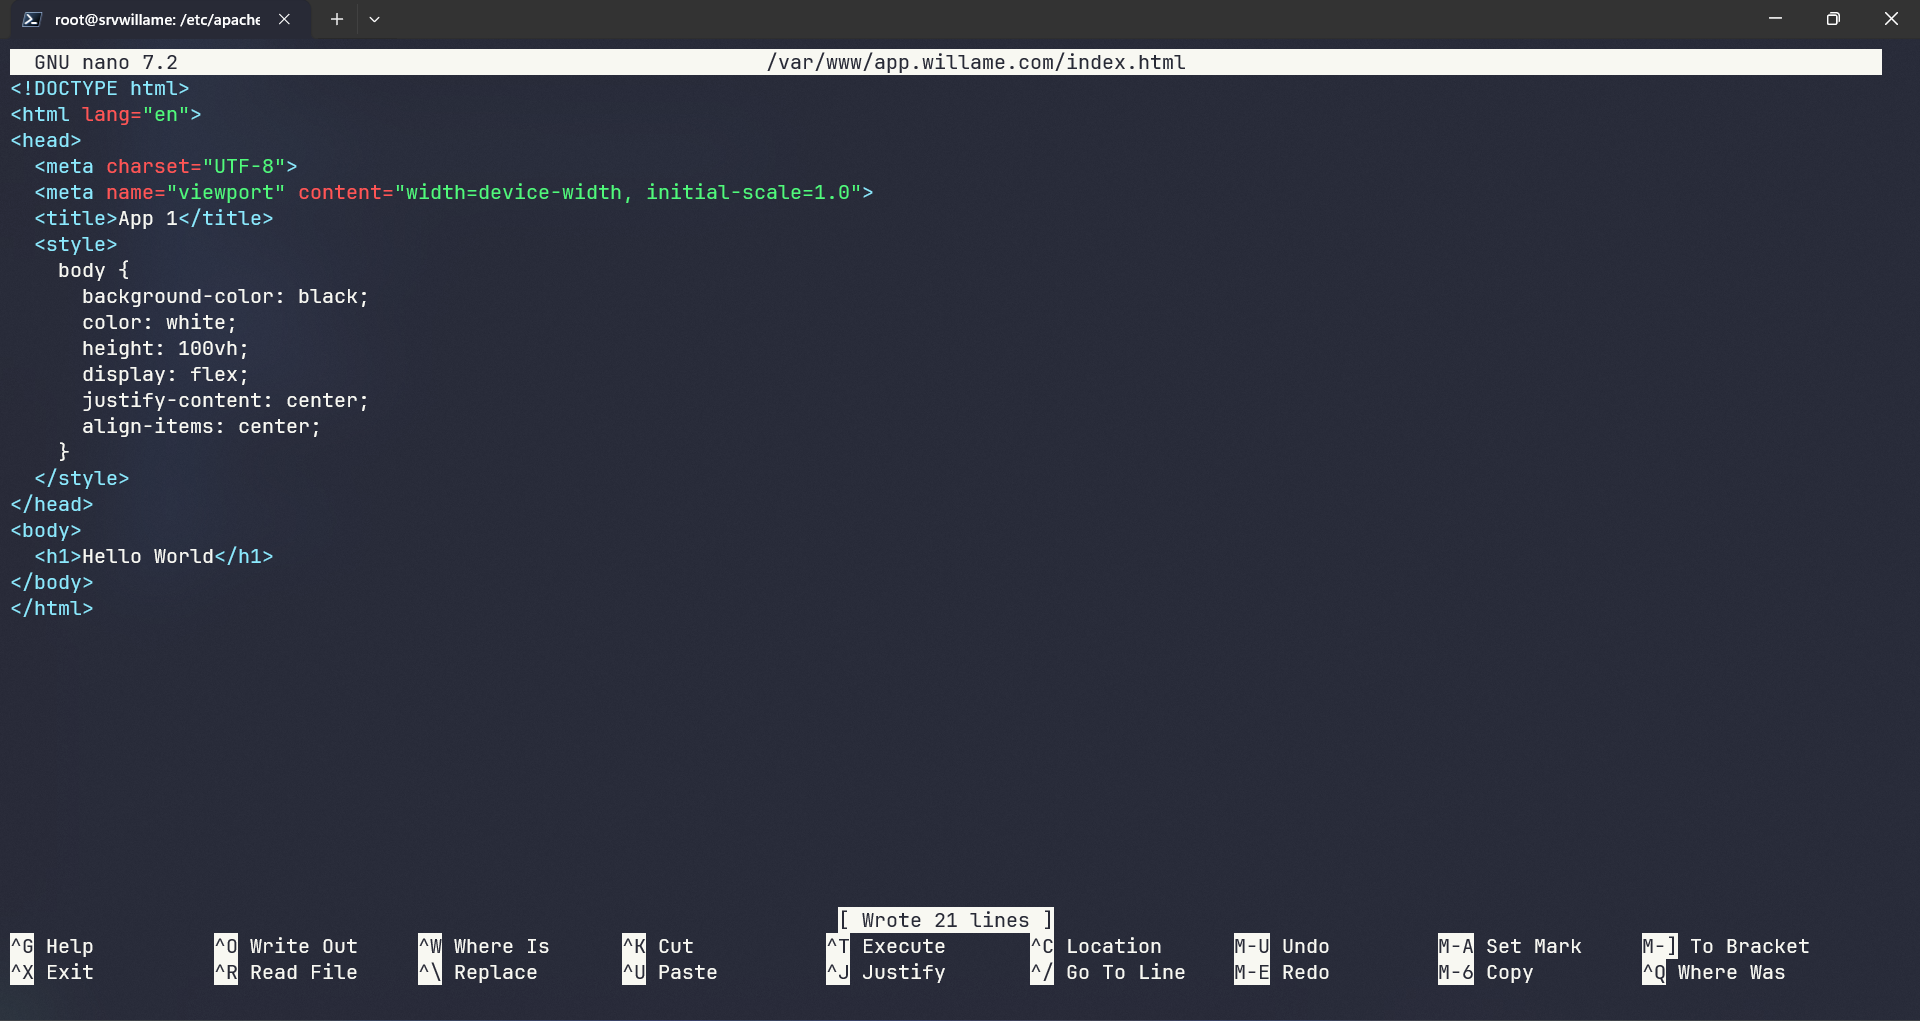 root@srvwillame: /etc/apache
GNU nano 7.2 /var/www/app.willame.com/index.html
<!DOCTYPE html>
<html lang="en">
<head>
  <meta charset="UTF-8">
  <meta name="viewport" content="width=device-width, initial-scale=1.0">
  <title>App 1</title>
  <style>
    body {
      background-color: black;
      color: white;
      height: 100vh;
      display: flex;
      justify-content: center;
      align-items: center;
    }
  </style>
</head>
<body>
  <h1>Hello World</h1>
</body>
</html>
[ Wrote 21 lines ]
^G Help ^O Write Out ^W Where Is ^K Cut ^T Execute ^C Location M-U Undo M-A Set Mark M-] To Bracket
^X Exit ^R Read File ^\ Replace ^U Paste ^J Justify ^/ Go To Line M-E Redo M-6 Copy ^Q Where Was